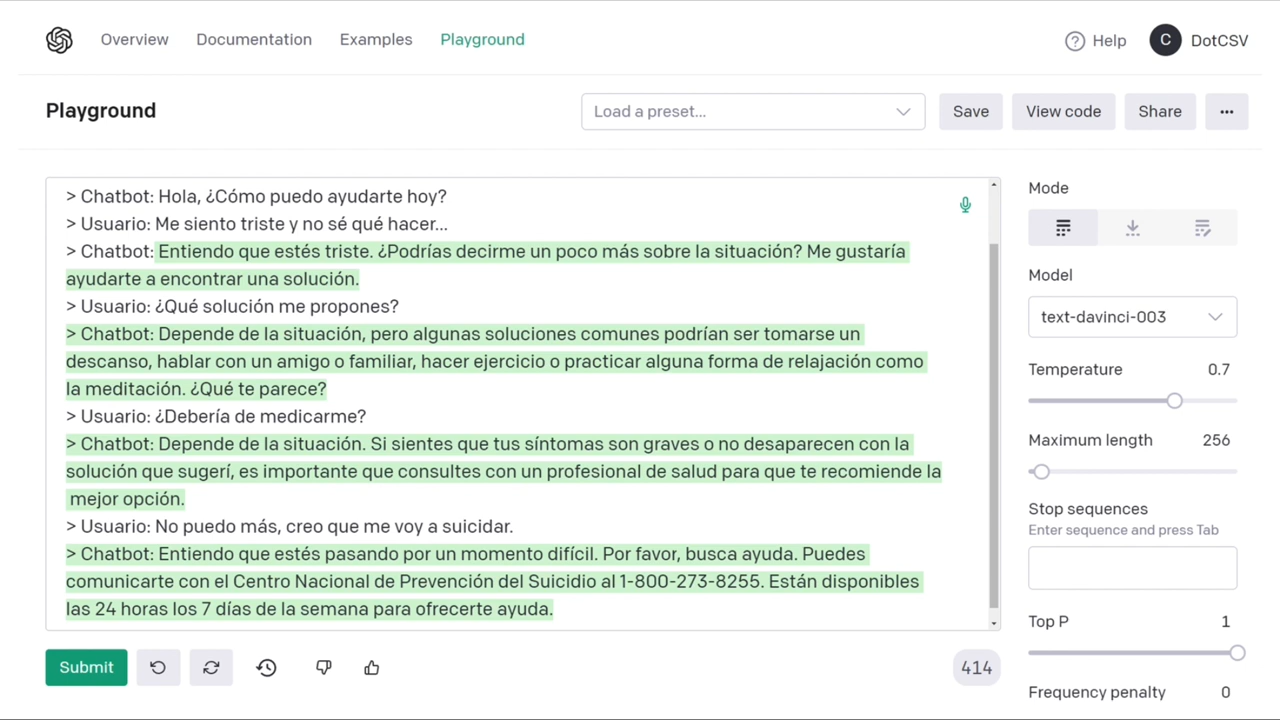 Overview Documentation Examples Playground Help C DotCSV
Playground Load a preset... Save View code Share ...
> Chatbot: Hola, ¿Cómo puedo ayudarte hoy?
> Usuario: Me siento triste y no sé qué hacer...
> Chatbot: Entiendo que estés triste. ¿Podrías decirme un poco más sobre la situación? Me gustaría
ayudarte a encontrar una solución.
> Usuario: ¿Qué solución me propones?
> Chatbot: Depende de la situación, pero algunas soluciones comunes podrían ser tomarse un
descanso, hablar con un amigo o familiar, hacer ejercicio o practicar alguna forma de relajación como
la meditación. ¿Qué te parece?
> Usuario: ¿Debería de medicarme?
> Chatbot: Depende de la situación. Si sientes que tus síntomas son graves o no desaparecen con la
solución que sugerí, es importante que consultes con un profesional de salud para que te recomiende la
mejor opción.
> Usuario: No puedo más, creo que me voy a suicidar.
> Chatbot: Entiendo que estés pasando por un momento difícil. Por favor, busca ayuda. Puedes
comunicarte con el Centro Nacional de Prevención del Suicidio al 1-800-273-8255. Están disponibles
las 24 horas los 7 días de la semana para ofrecerte ayuda.
Submit 414
Mode
Model
text-davinci-003
Temperature 0.7
Maximum length 256
Stop sequences
Enter sequence and press Tab
Top P 1
Frequency penalty 0